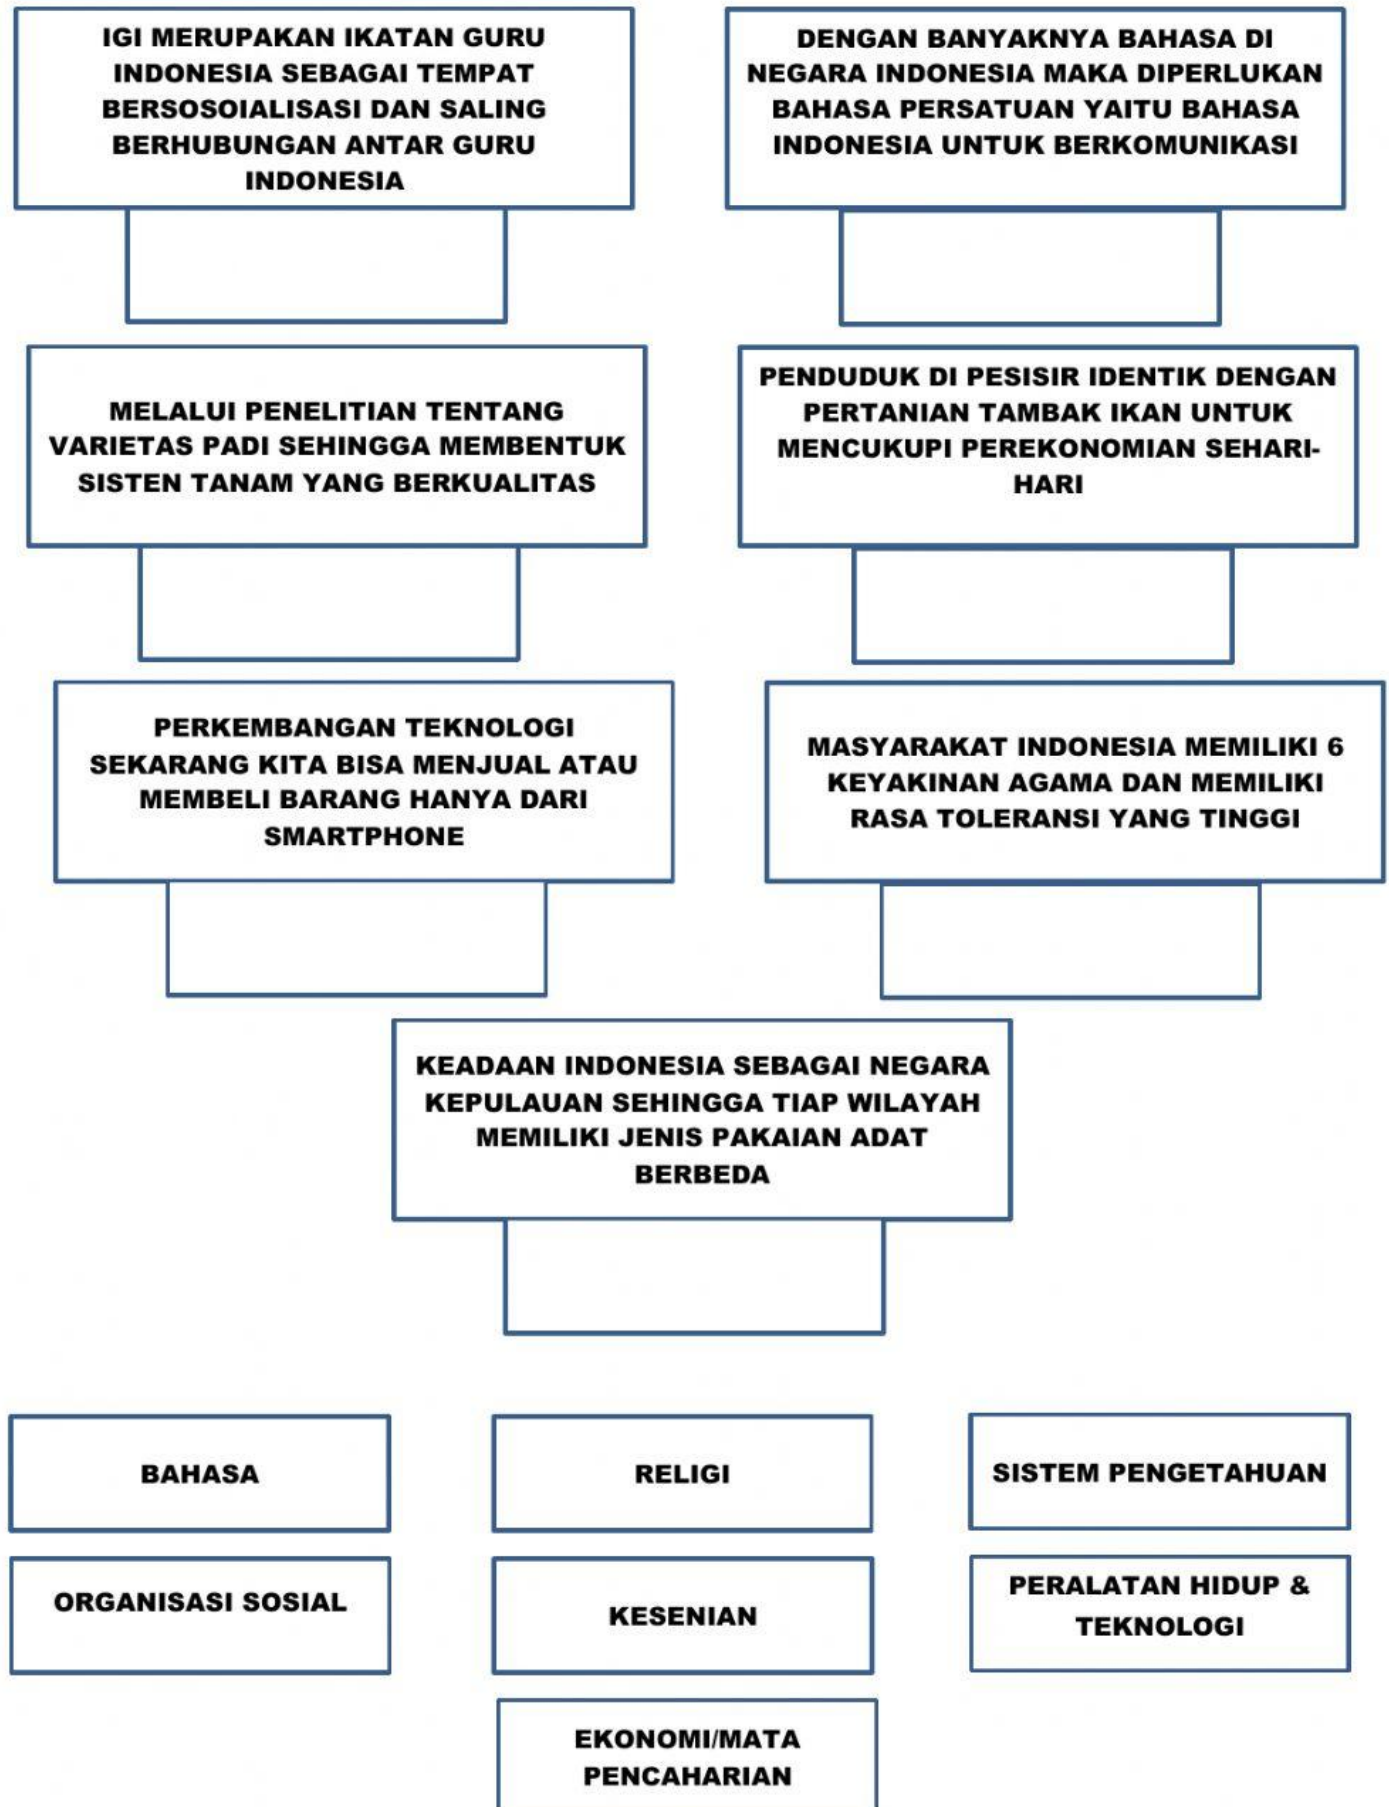 IGI MERUPAKAN IKATAN GURU
INDONESIA SEBAGAI TEMPAT
BERSOSOIALISASI DAN SALING
BERHUBUNGAN ANTAR GURU
INDONESIA
DENGAN BANYAKNYA BAHASA DI
NEGARA INDONESIA MAKA DIPERLUKAN
BAHASA PERSATUAN YAITU BAHASA
INDONESIA UNTUK BERKOMUNIKASI
MELALUI PENELITIAN TENTANG
VARIETAS PADI SEHINGGA MEMBENTUK
SISTEN TANAM YANG BERKUALITAS
PENDUDUK DI PESISIR IDENTIK DENGAN
PERTANIAN TAMBAK IKAN UNTUK
MENCUKUPI PEREKONOMIAN SEHARI-
HARI
PERKEMBANGAN TEKNOLOGI
SEKARANG KITA BISA MENJUAL ATAU
MEMBELI BARANG HANYA DARI
SMARTPHONE
MASYARAKAT INDONESIA MEMILIKI 6
KEYAKINAN AGAMA DAN MEMILIKI
RASA TOLERANSI YANG TINGGI
KEADAAN INDONESIA SEBAGAI NEGARA
KEPULAUAN SEHINGGA TIAP WILAYAH
MEMILIKI JENIS PAKAIAN ADAT
BERBEDA
BAHASA
RELIGI
SISTEM PENGETAHUAN
ORGANISASI SOSIAL
KESENIAN
PERALATAN HIDUP &
TEKNOLOGI
EKONOMI/MATA
PENCAHARIAN